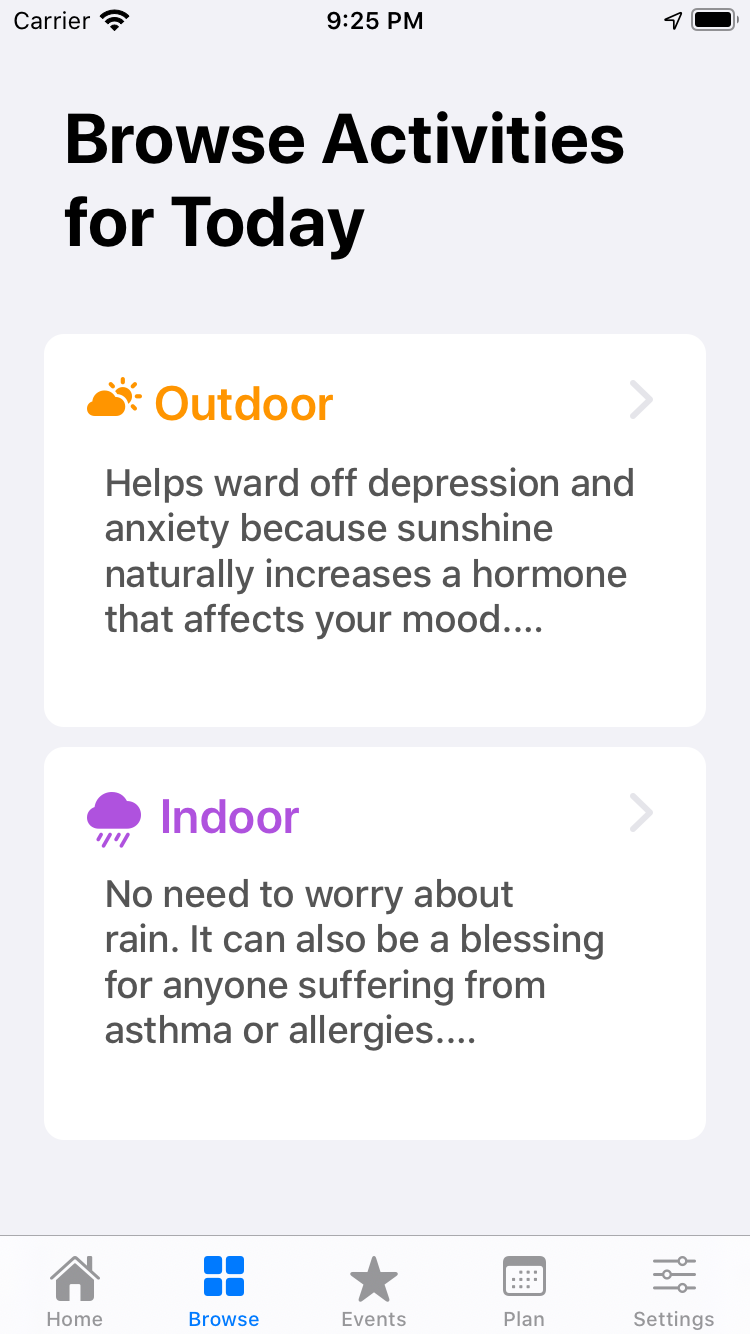 Carrier 9:25 PM
Browse Activities
for Today
Outdoor
Helps ward off depression and
anxiety because sunshine
naturally increases a hormone
that affects your mood....
Indoor
No need to worry about
rain. It can also be a blessing
for anyone suffering from
asthma or allergies....
Home Browse Events Plan Settings